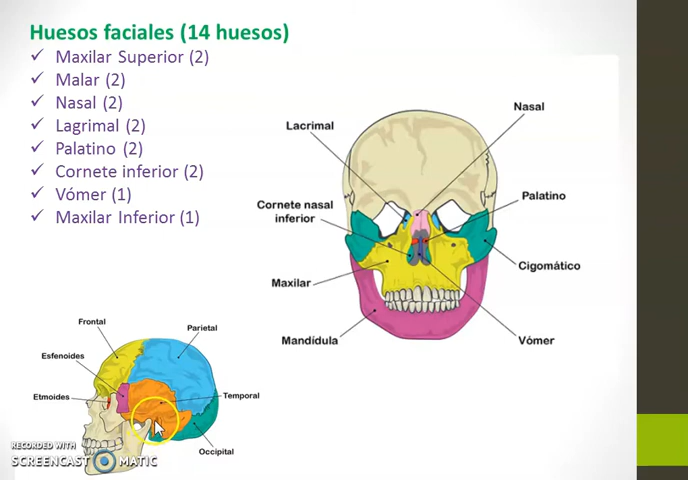 Huesos faciales (14 huesos)
✓ Maxilar Superior (2)
✓ Malar (2)
✓ Nasal (2)
✓ Lagrimal (2)
✓ Palatino (2)
✓ Cornete inferior (2)
✓ Vómer (1)
✓ Maxilar Inferior (1)
Nasal
Lacrimal
Cornete nasal
inferior
Palatino
Cigomático
Maxilar
Mandídula
Vómer
Frontal
Parietal
Esfenoides
Etmoides
Temporal
Occipital
RECORDED WITH
SCREENCAST MATIC